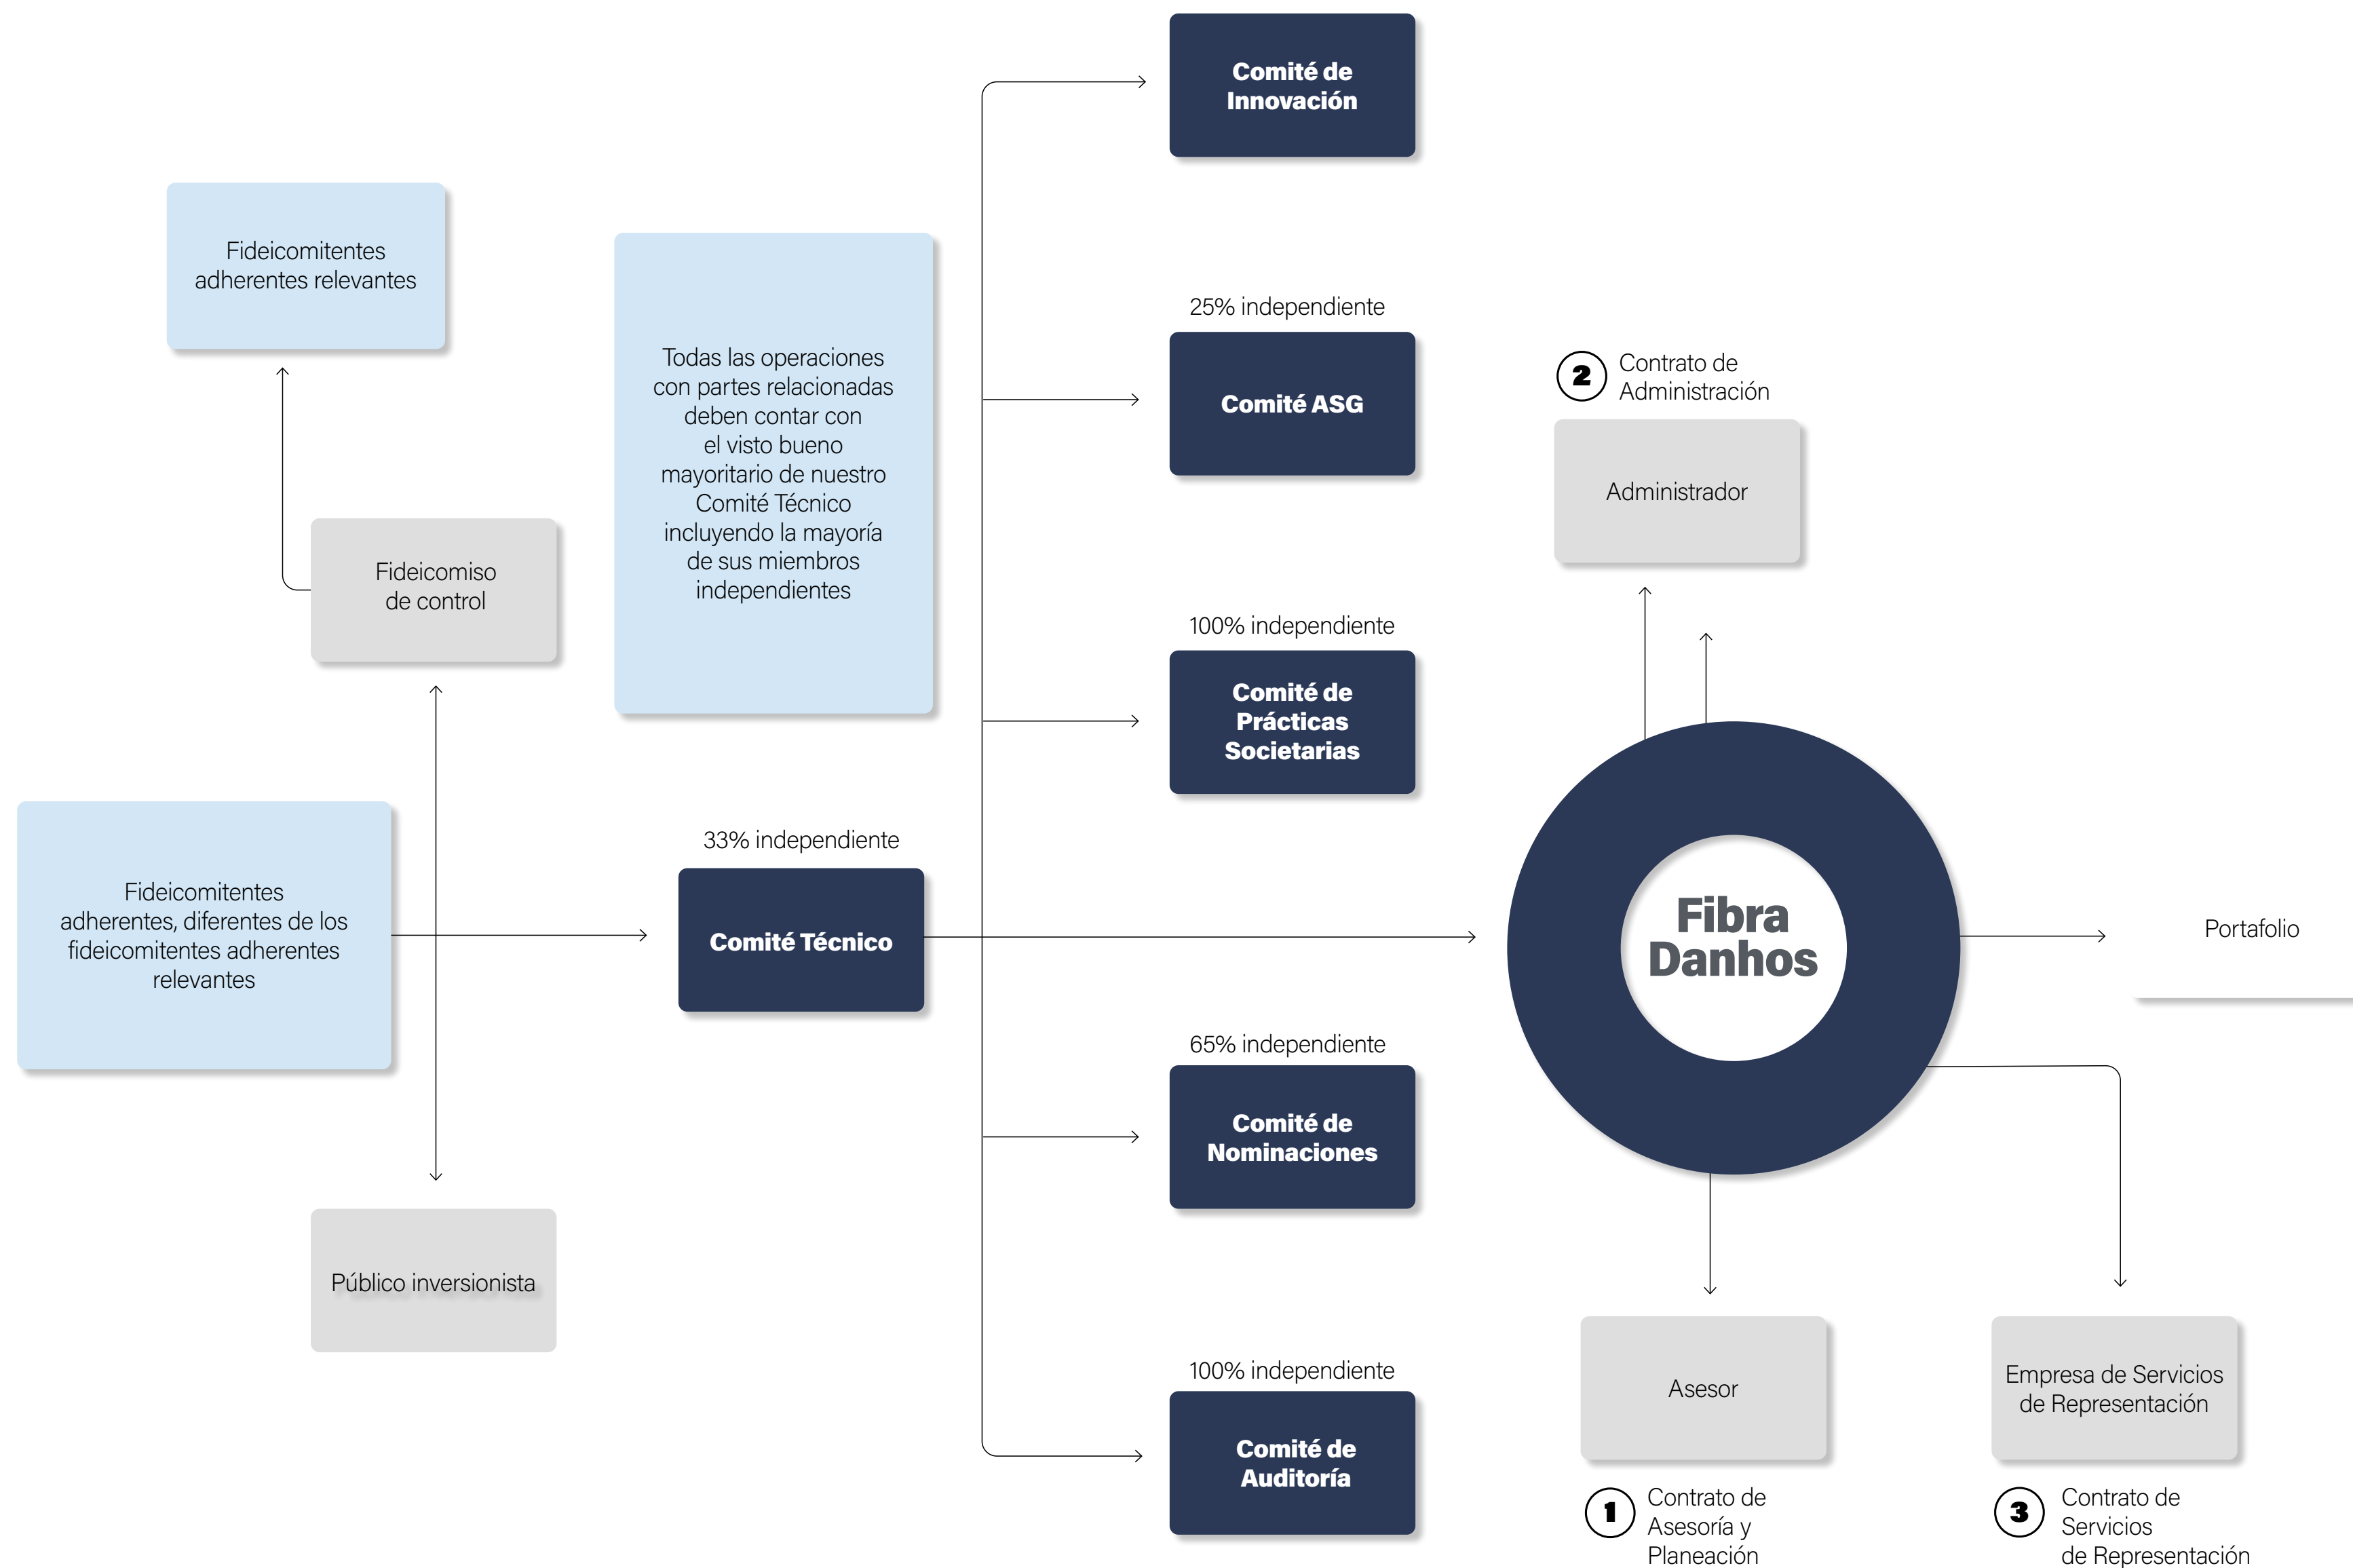 Comité de
Innovación
Fideicomitentes
adherentes relevantes
Todas las operaciones
con partes relacionadas
deben contar con
el visto bueno
mayoritario de nuestro
Comité Técnico
incluyendo la mayoría
de sus miembros
independientes
25% independiente
Comité ASG
2
Contrato de
Administración
Administrador
Fideicomiso
de control
100% independiente
Comité de
Prácticas
Societarias
33% independiente
Comité Técnico
Fideicomitentes
adherentes, diferentes de los
fideicomitentes adherentes
relevantes
Fibra
Danhos
Portafolio
65% independiente
Comité de
Nominaciones
Público inversionista
100% independiente
Comité de
Auditoría
Asesor
Empresa de Servicios
de Representación
1
Contrato de
Asesoría y
Planeación
3
Contrato de
Servicios
de Representación